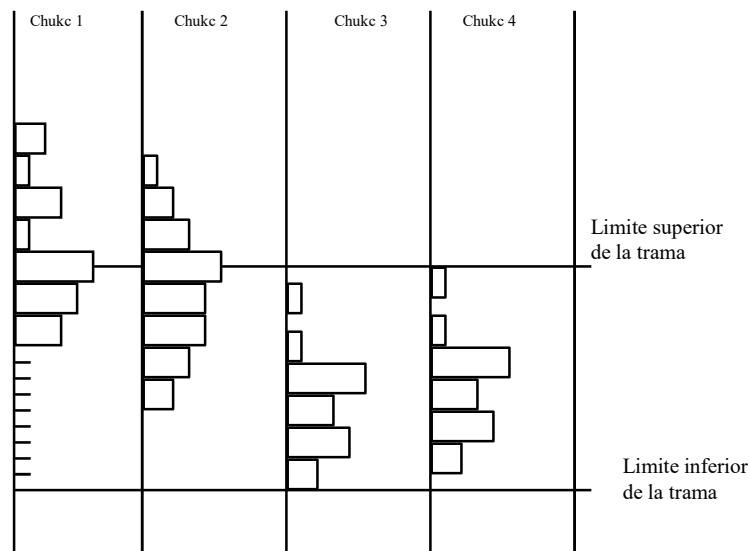 Chukc 1
Chukc 2
Chukc 3
Chukc 4
Limite superior
de la trama
Limite inferior
de la trama